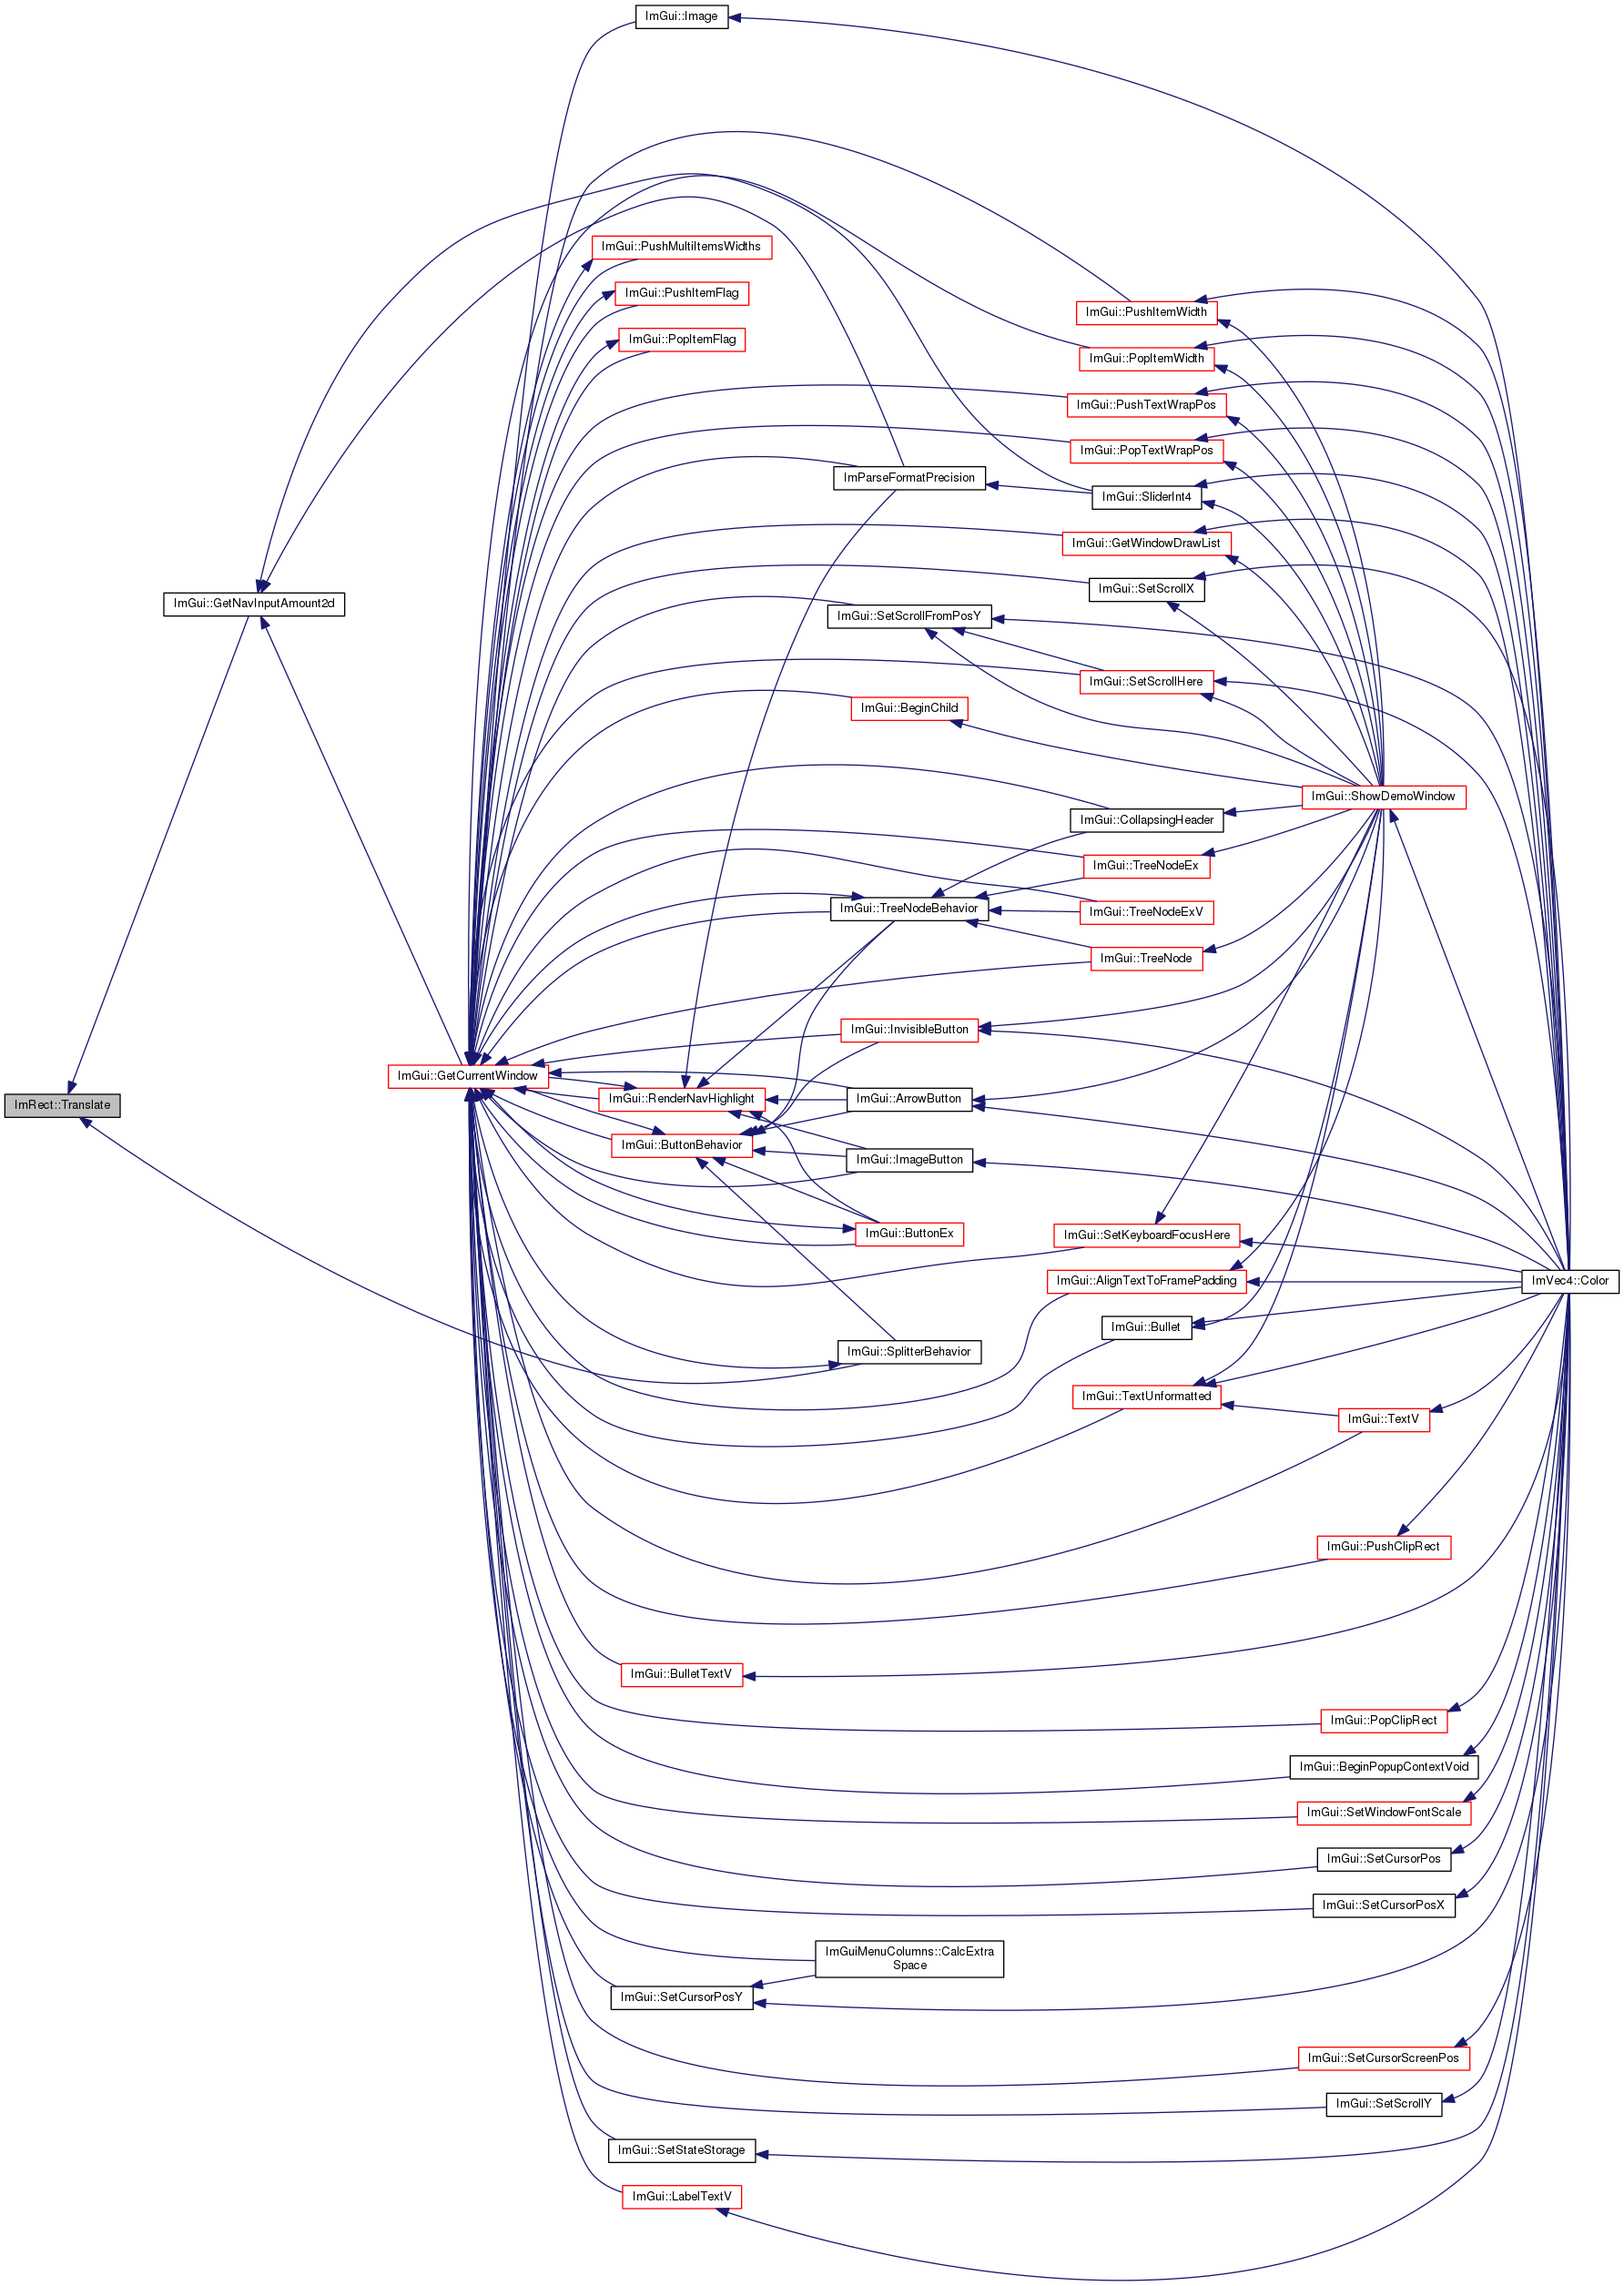 ImGui::Image
ImGui::PushMultiItemsWidths
ImGui::PushItemFlag
ImGui::PushItemWidth
ImGui::PopItemFlag
ImGui::PopItemWidth
ImGui::PushTextWrapPos
ImGui::PopTextWrapPos
ImParseFormatPrecision
ImGui::SliderInt4
ImGui::GetWindowDrawList
ImGui::SetScrollX
ImGui::GetNavInputAmount2d
ImGui::SetScrollFromPosY
ImGui::SetScrollHere
ImGui::BeginChild
ImGui::ShowDemoWindow
ImGui::CollapsingHeader
ImGui::TreeNodeEx
ImGui::TreeNodeBehavior
ImGui::TreeNodeExV
ImGui::TreeNode
ImGui::InvisibleButton
ImGui::GetCurrentWindow
ImGui::RenderNavHighlight
ImGui::ArrowButton
ImRect::Translate
ImGui::ButtonBehavior
ImGui::ImageButton
ImGui::ButtonEx
ImGui::SetKeyboardFocusHere
ImGui::AlignTextToFramePadding
ImVec4::Color
ImGui::Bullet
ImGui::SplitterBehavior
ImGui::TextUnformatted
ImGui::TextV
ImGui::PushClipRect
ImGui::BulletTextV
ImGui::PopClipRect
ImGui::BeginPopupContextVoid
ImGui::SetWindowFontScale
ImGui::SetCursorPos
ImGui::SetCursorPosX
ImGuiMenuColumns::CalcExtra
Space
ImGui::SetCursorPosY
ImGui::SetCursorScreenPos
ImGui::SetScrollY
ImGui::SetStateStorage
ImGui::LabelTextV